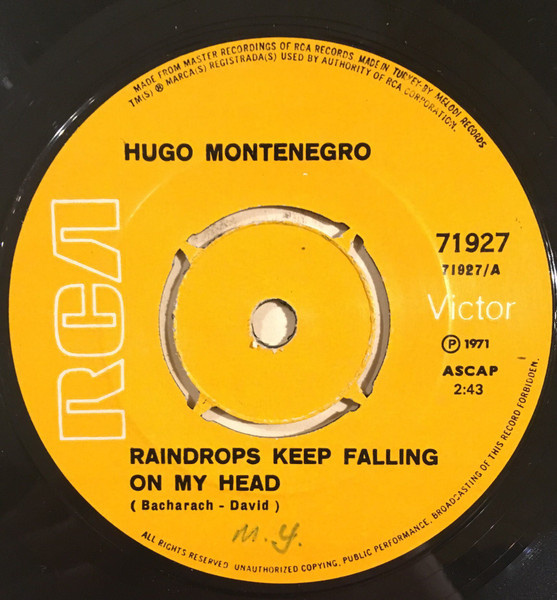 MADE FROM MASTER RECORDINGS OF RCA RECORDS. MADE IN TURKEY-BY MELODI RECORDS
TM(S) ® MARCA(S) REGISTRADA(S) USED BY AUTHORITY OF RCA CORPORATION.
HUGO MONTENEGRO
RCA
71927
71927/A
Victor
Ⓟ 1971
ASCAP
2:43
RAINDROPS KEEP FALLING
ON MY HEAD
( Bacharach - David )
M.Y.
ALL RIGHTS RESERVED. UNAUTHORIZED COPYING, PUBLIC PERFORMANCE, BROADCASTING OF THIS RECORD FORBIDDEN.